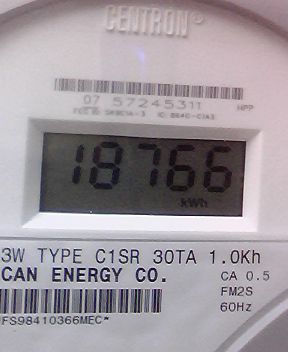 CENTRON®
07 57245311 HPP
18766
kWh
3W TYPE C1SR 30TA 1.0Kh
CAN ENERGY CO. CA 0.5
FM2S
FS98410366MEC* 60Hz